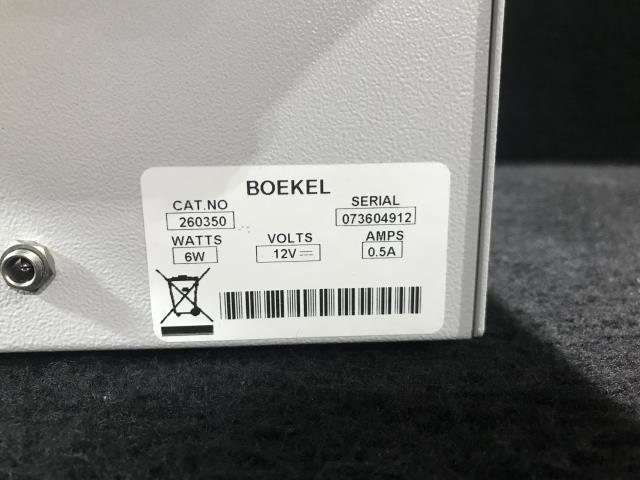 BOEKEL
CAT.NO SERIAL
260350 073604912
WATTS VOLTS AMPS
6W 12V⎓ 0.5A